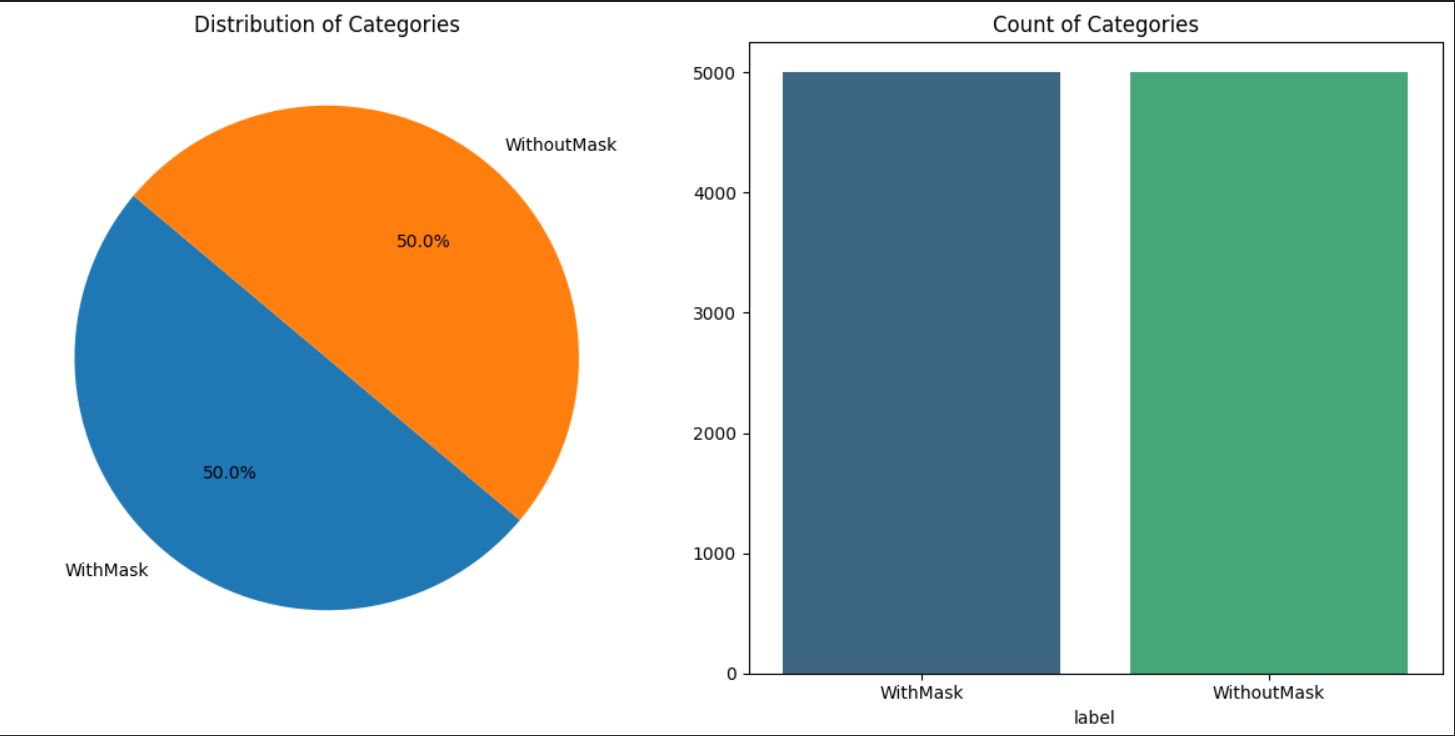 Distribution of Categories
WithoutMask
50.0%
50.0%
WithMask
Count of Categories
5000
4000
3000
2000
1000
0
WithMask
WithoutMask
label